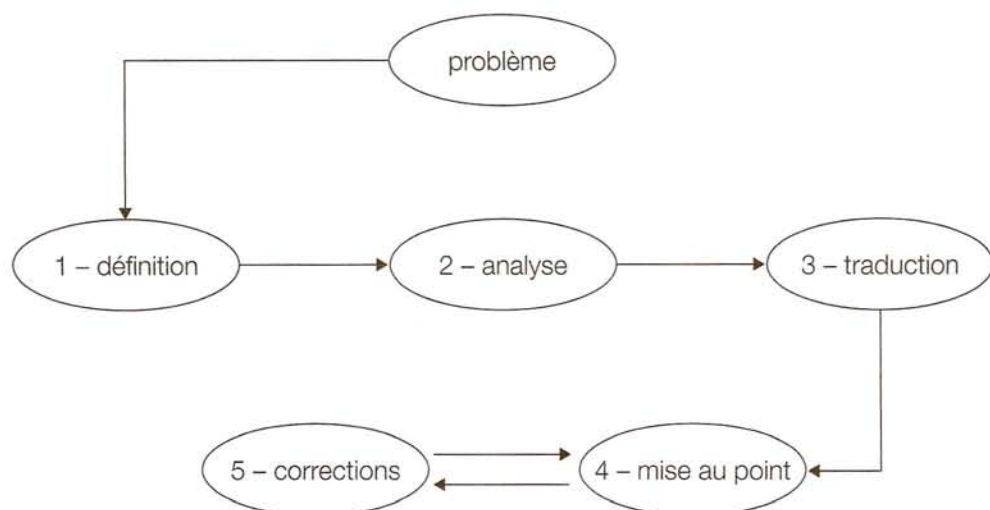 problème
1 – définition
2 – analyse
3 – traduction
5 – corrections
4 – mise au point